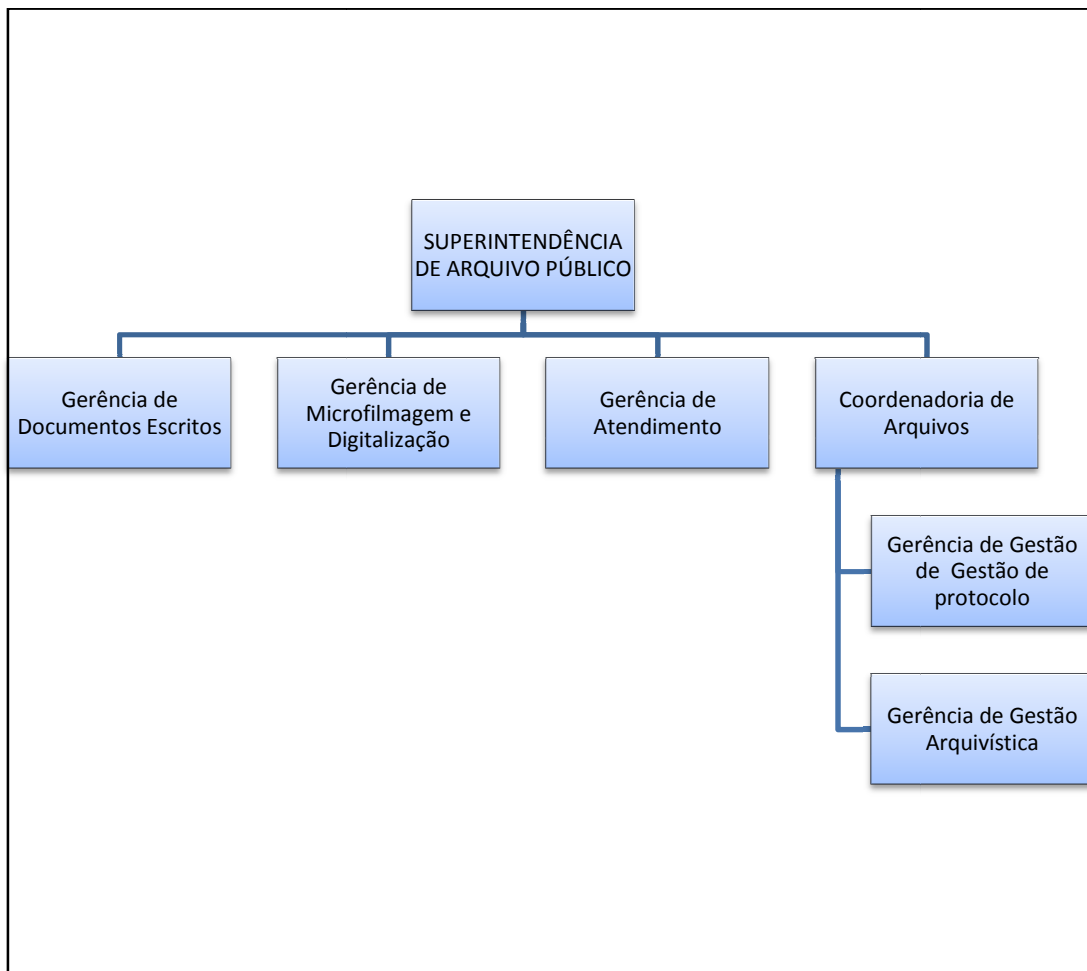 SUPERINTENDÊNCIA
DE ARQUIVO PÚBLICO
Gerência de
Documentos Escritos
Gerência de
Microfilmagem e
Digitalização
Gerência de
Atendimento
Coordenadoria de
Arquivos
Gerência de Gestão
de  Gestão de
protocolo
Gerência de Gestão
Arquivística